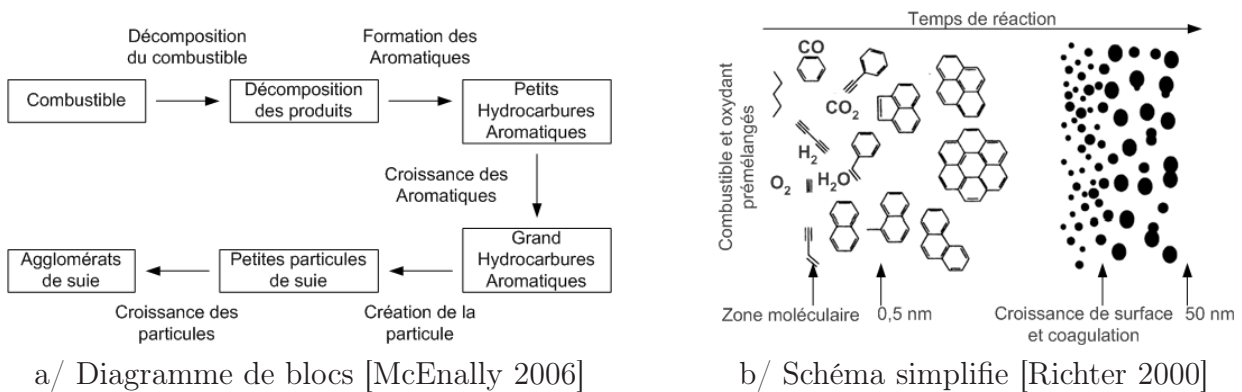 Décomposition
du combustible
Formation des
Aromatiques
Combustible
Décomposition
des produits
Petits
Hydrocarbures
Aromatiques
Croissance des
Aromatiques
Grand
Hydrocarbures
Aromatiques
Petites particules
de suie
Agglomérats
de suie
Croissance des
particules
Création de la
particule
a/ Diagramme de blocs [McEnally 2006]
Temps de réaction
Combustible et oxydant
prémélangés
CO
CO2
H2
O2
H2O
Zone moléculaire
0,5 nm
Croissance de surface
et coagulation
50 nm
b/ Schéma simplifie [Richter 2000]